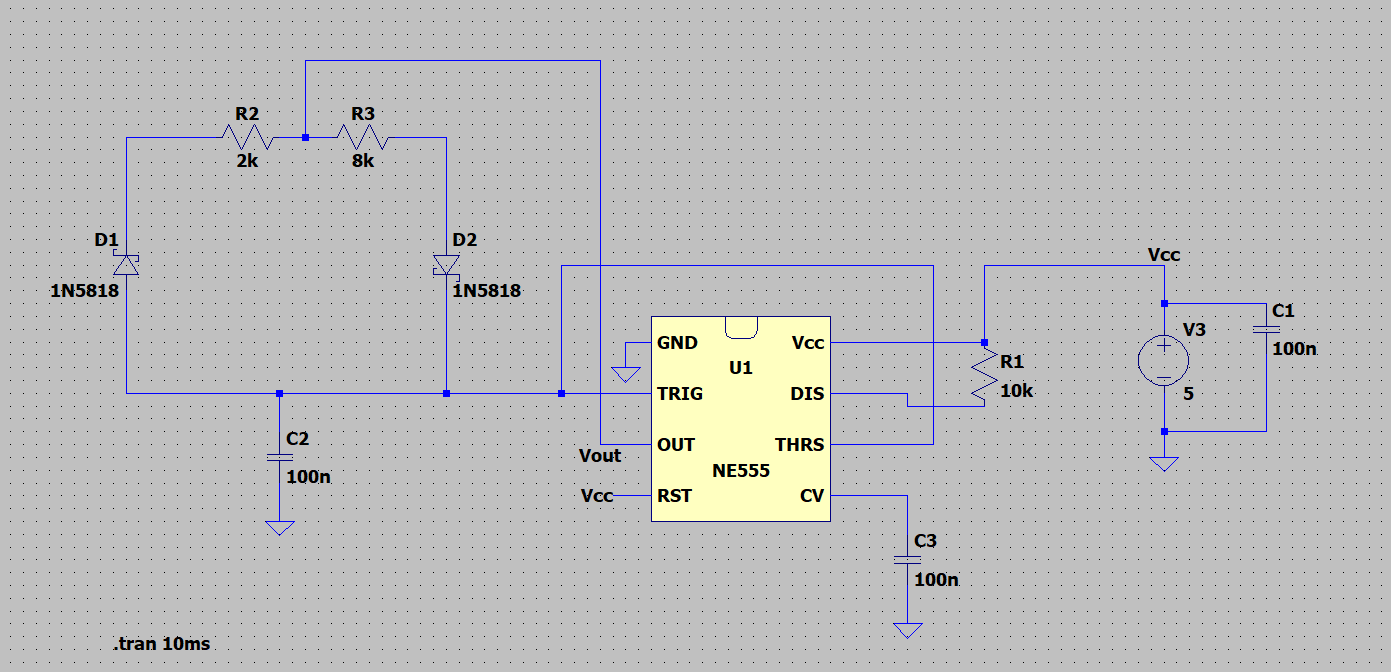 R2
2k
R3
8k
D1
1N5818
D2
1N5818
C2
100n
GND
TRIG
OUT
RST
Vcc
DIS
THRS
CV
U1
NE555
Vout
Vcc
R1
10k
Vcc
V3
5
C1
100n
C3
100n
.tran 10ms